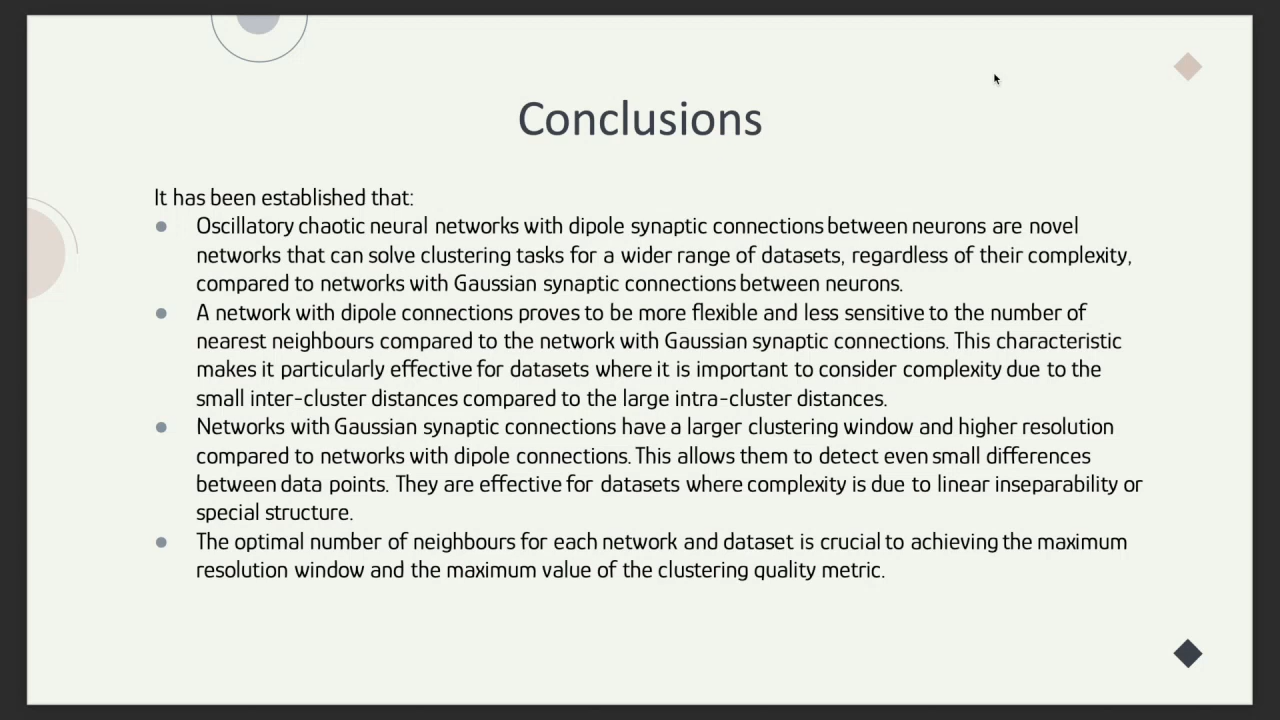 Conclusions
It has been established that:
Oscillatory chaotic neural networks with dipole synaptic connections between neurons are novel
networks that can solve clustering tasks for a wider range of datasets, regardless of their complexity,
compared to networks with Gaussian synaptic connections between neurons.
A network with dipole connections proves to be more flexible and less sensitive to the number of
nearest neighbours compared to the network with Gaussian synaptic connections. This characteristic
makes it particularly effective for datasets where it is important to consider complexity due to the
small inter-cluster distances compared to the large intra-cluster distances.
Networks with Gaussian synaptic connections have a larger clustering window and higher resolution
compared to networks with dipole connections. This allows them to detect even small differences
between data points. They are effective for datasets where complexity is due to linear inseparability or
special structure.
The optimal number of neighbours for each network and dataset is crucial to achieving the maximum
resolution window and the maximum value of the clustering quality metric.